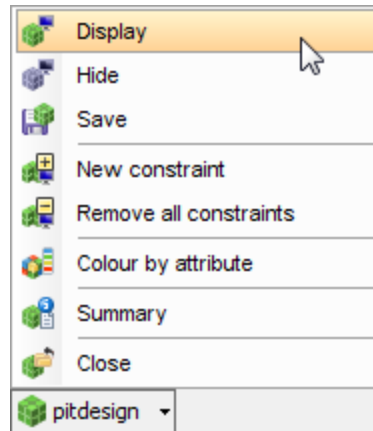 Display
Hide
Save
New constraint
Remove all constraints
Colour by attribute
Summary
Close
pitdesign